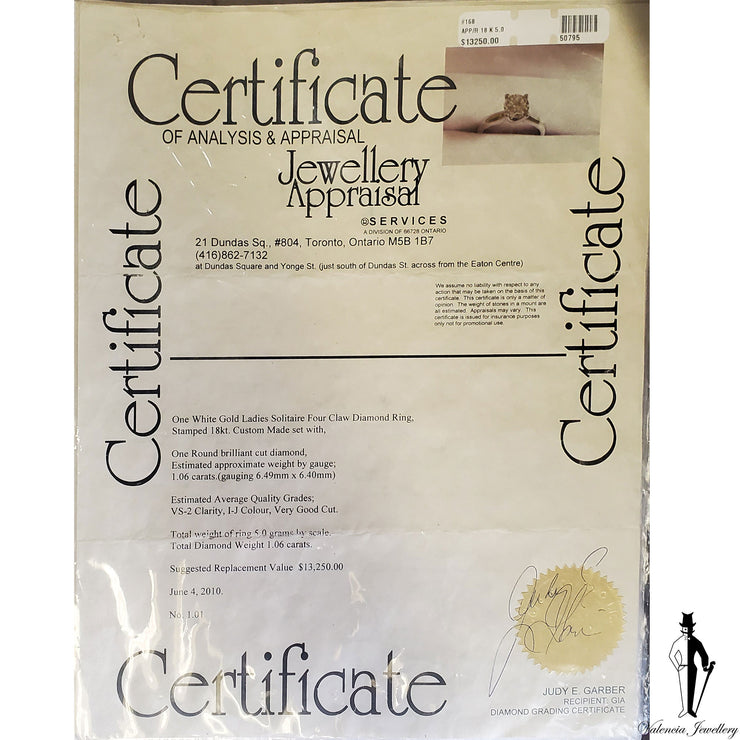 #168
APP/R 18 K 5.0
$13250.00
50795
Certificate
OF ANALYSIS & APPRAISAL
Jewellery
Appraisal
SERVICES
A DIVISION OF 66728 ONTARIO
21 Dundas Sq., #804, Toronto, Ontario M5B 1B7
(416)862-7132
at Dundas Square and Yonge St. (just south of Dundas St. across from the Eaton Centre)
We assume no liability with respect to any
action that may be taken on the basis of this
certificate. This certificate is only a matter of
opinion. The weight of stones in a mount are
all estimated. Appraisals may vary. This
certificate is issued for insurance purposes
only not for promotional use.
Certificate
Certificate
One White Gold Ladies Solitaire Four Claw Diamond Ring,
Stamped 18kt. Custom Made set with,
One Round brilliant cut diamond,
Estimated approximate weight by gauge;
1.06 carats.(gauging 6.49mm x 6.40mm)
Estimated Average Quality Grades;
VS-2 Clarity, I-J Colour, Very Good Cut.
Total weight of ring 5.0 grams by scale.
Total Diamond Weight 1.06 carats.
Suggested Replacement Value $13,250.00
June 4, 2010.
No. 1.01
Certificate
JUDY E. GARBER
RECIPIENT: GIA
DIAMOND GRADING CERTIFICATE
Valencia Jewellery